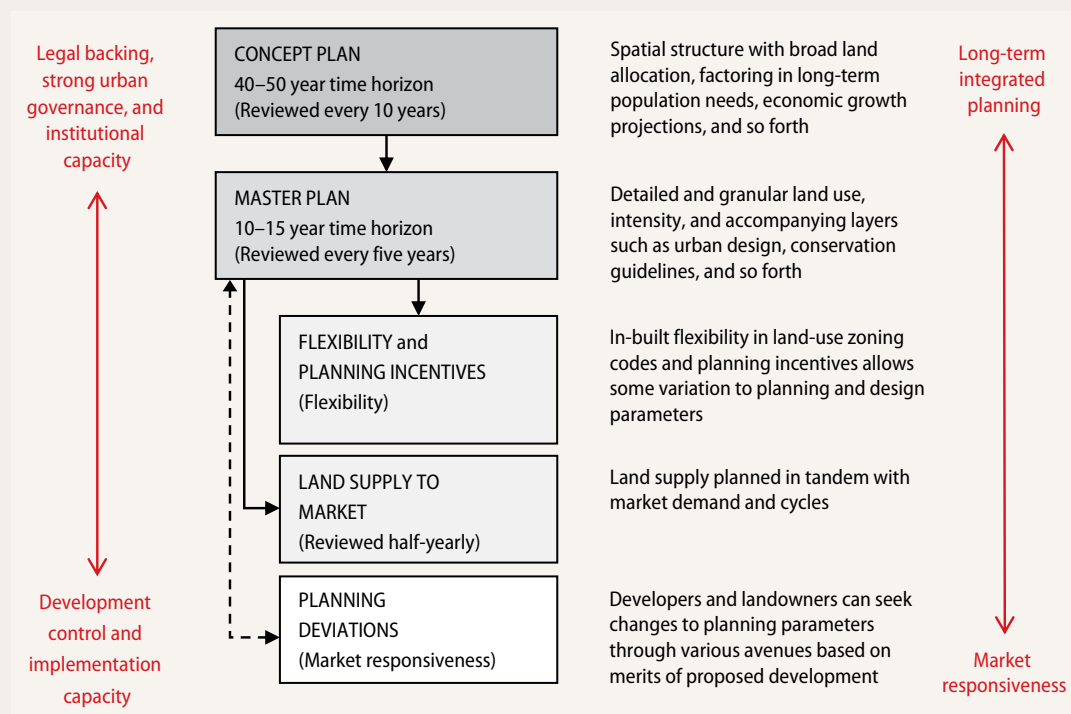 Legal backing,
strong urban
governance, and
institutional
capacity
Development
control and
implementation
capacity
CONCEPT PLAN
40–50 year time horizon
(Reviewed every 10 years)
Spatial structure with broad land
allocation, factoring in long-term
population needs, economic growth
projections, and so forth
MASTER PLAN
10–15 year time horizon
(Reviewed every five years)
Detailed and granular land use,
intensity, and accompanying layers
such as urban design, conservation
guidelines, and so forth
FLEXIBILITY and
PLANNING INCENTIVES
(Flexibility)
In-built flexibility in land-use zoning
codes and planning incentives allows
some variation to planning and design
parameters
LAND SUPPLY TO
MARKET
(Reviewed half-yearly)
Land supply planned in tandem with
market demand and cycles
PLANNING
DEVIATIONS
(Market responsiveness)
Developers and landowners can seek
changes to planning parameters
through various avenues based on
merits of proposed development
Long-term
integrated
planning
Market
responsiveness